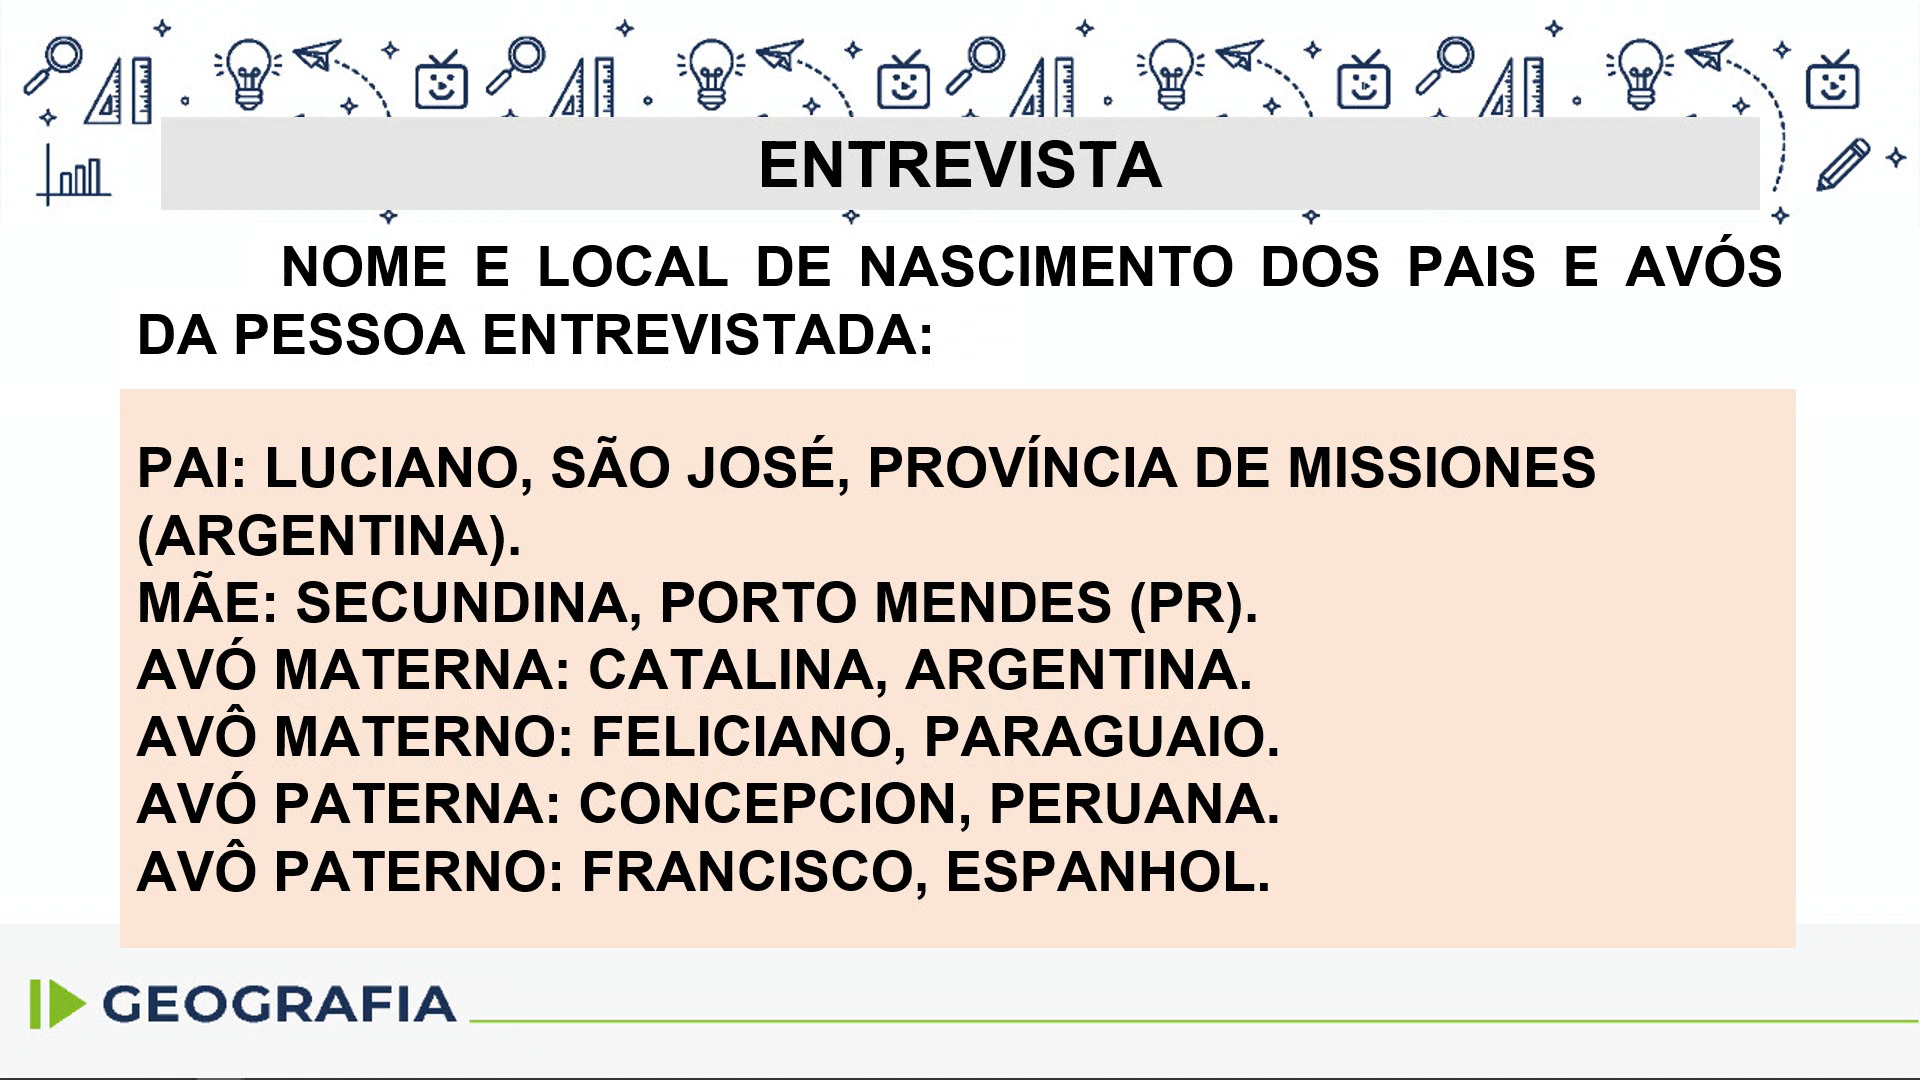 ENTREVISTA
NOME E LOCAL DE NASCIMENTO DOS PAIS E AVÓS
DA PESSOA ENTREVISTADA:
PAI: LUCIANO, SÃO JOSÉ, PROVÍNCIA DE MISSIONES
(ARGENTINA).
MÃE: SECUNDINA, PORTO MENDES (PR).
AVÓ MATERNA: CATALINA, ARGENTINA.
AVÔ MATERNO: FELICIANO, PARAGUAIO.
AVÓ PATERNA: CONCEPCION, PERUANA.
AVÔ PATERNO: FRANCISCO, ESPANHOL.
GEOGRAFIA